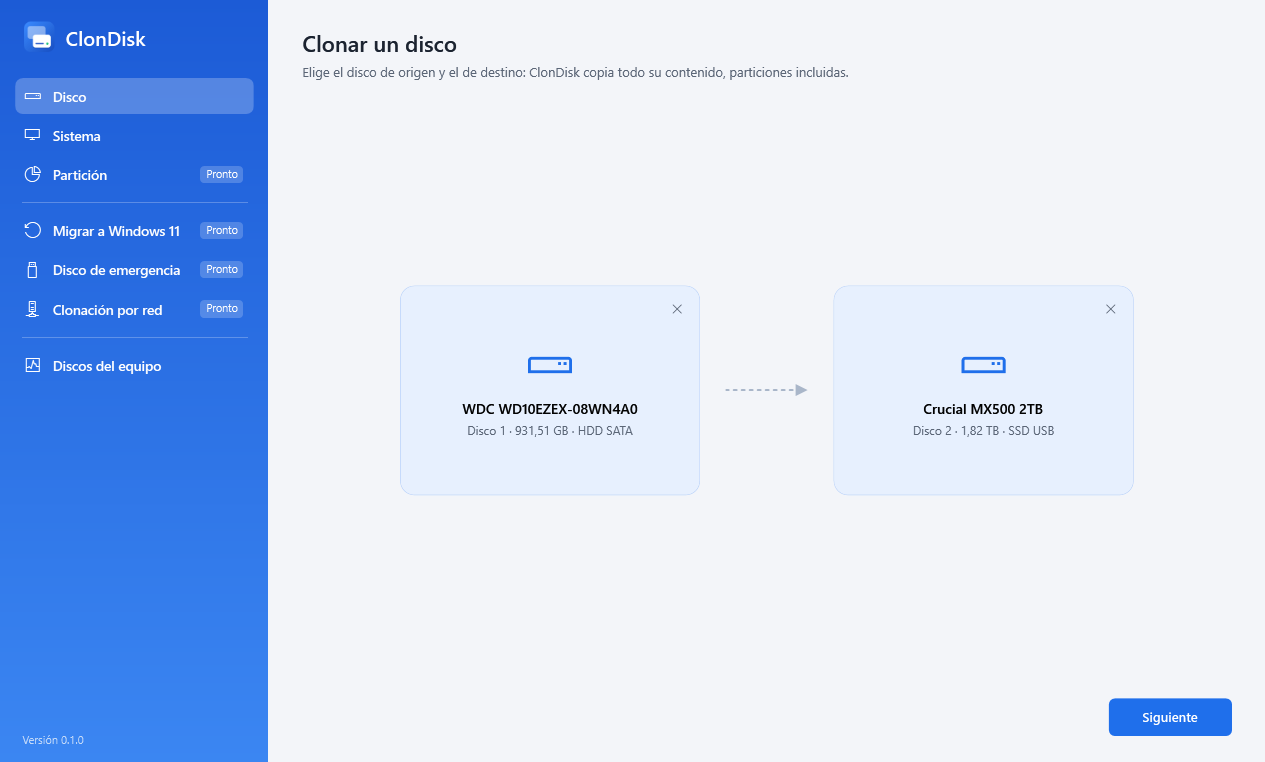 ClonDisk
Disco
Sistema
Partición Pronto
Migrar a Windows 11 Pronto
Disco de emergencia Pronto
Clonación por red Pronto
Discos del equipo
Versión 0.1.0
Clonar un disco
Elige el disco de origen y el de destino: ClonDisk copia todo su contenido, particiones incluidas.
WDC WD10EZEX-08WN4A0
Disco 1 · 931,51 GB · HDD SATA
Crucial MX500 2TB
Disco 2 · 1,82 TB · SSD USB
Siguiente